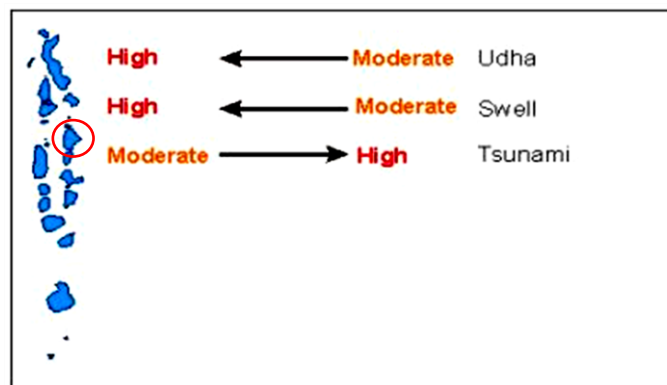 High Moderate Udha
High Moderate Swell
Moderate High Tsunami